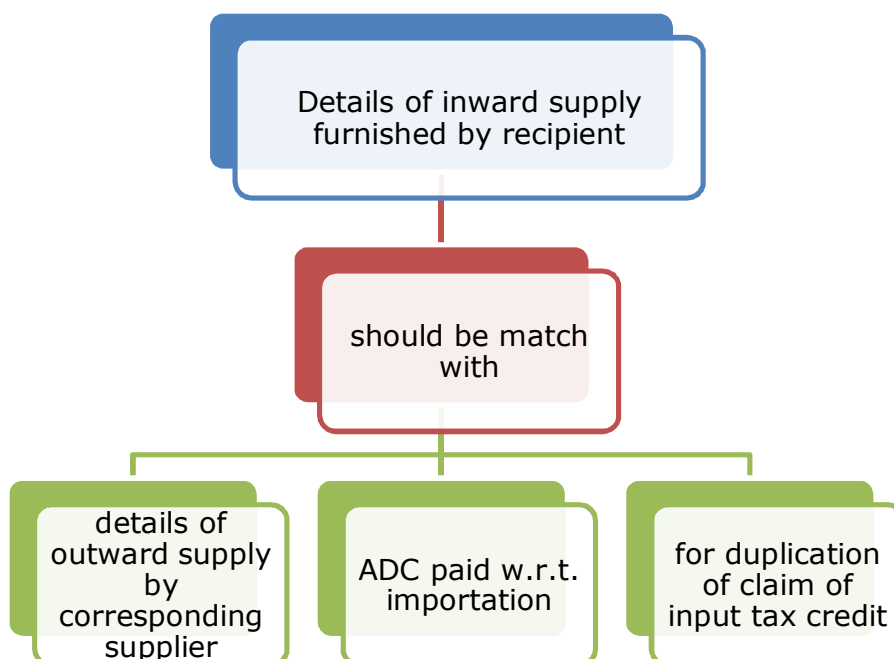 Details of inward supply
furnished by recipient
should be match
with
details of
outward supply
by
corresponding
supplier
ADC paid w.r.t.
importation
for duplication
of claim of
input tax credit